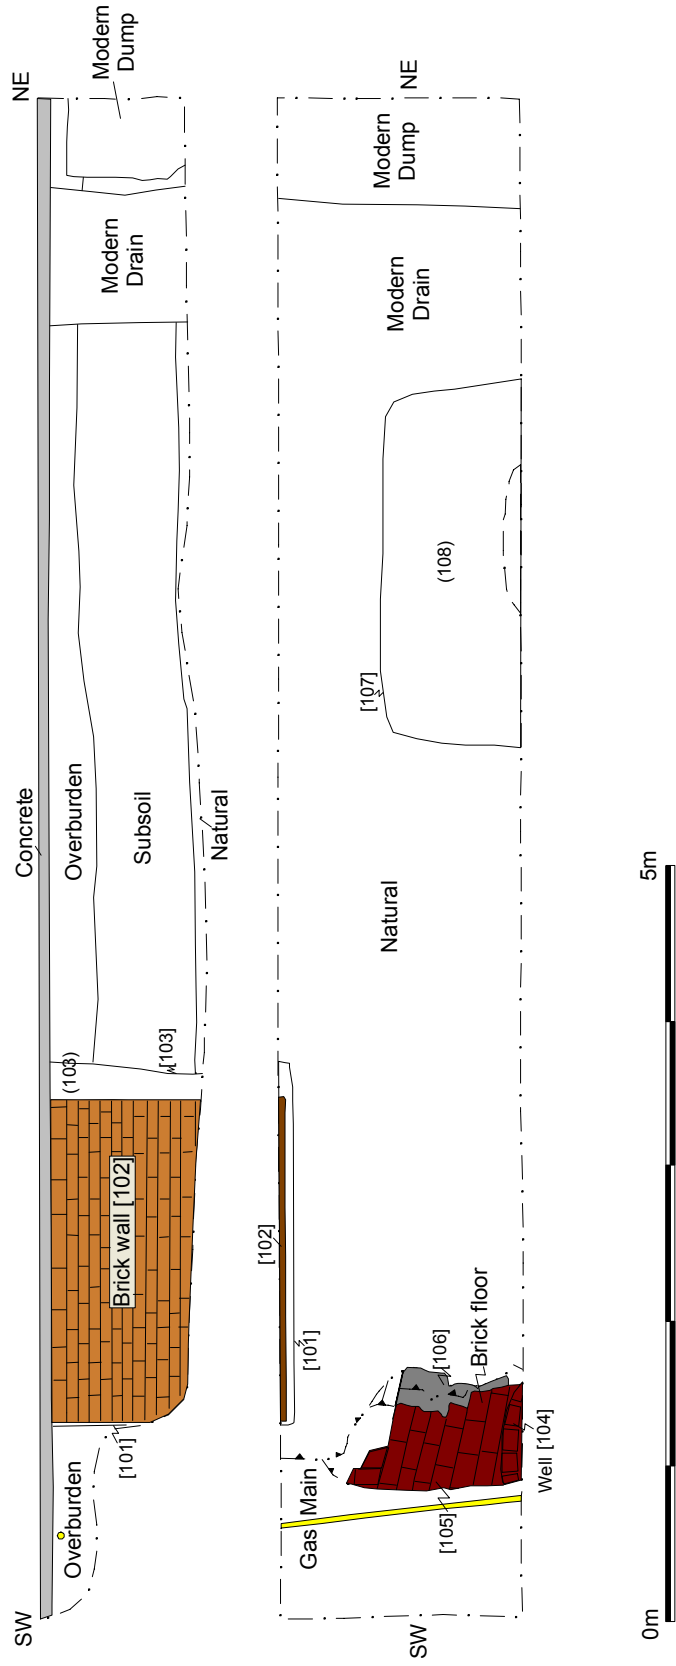 SW
NE
Concrete
Overburden
[101]
Brick wall [102]
(103)
[103]
Overburden
Subsoil
Natural
Modern
Drain
Modern
Dump
SW
NE
Gas Main
[105]
Well [104]
Brick floor
[106]
[101]
[102]
Natural
[107]
(108)
Modern
Drain
Modern
Dump
0m
5m